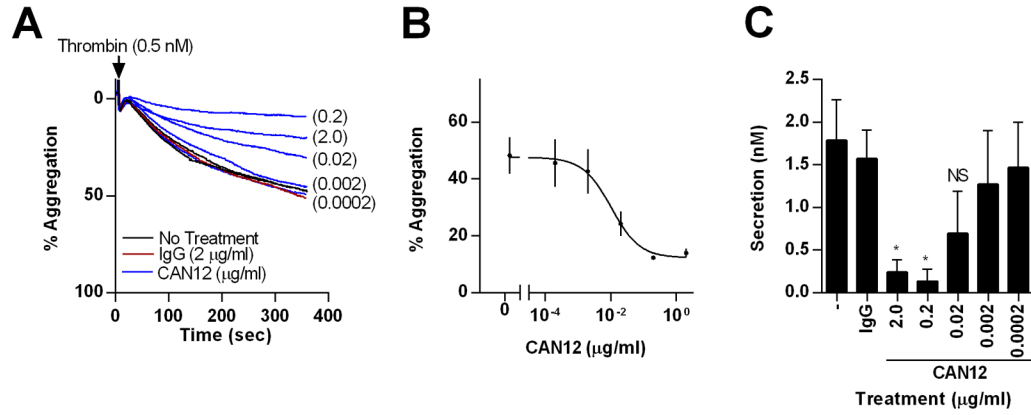 A
Thrombin (0.5 nM)
0
50
100
% Aggregation
(0.2)
(2.0)
(0.02)
(0.002)
(0.0002)
No Treatment
IgG (2 μg/ml)
CAN12 (μg/ml)
0
100
200
300
400
Time (sec)
B
60
40
20
0
% Aggregation
0
10⁻⁴
10⁻²
10⁰
CAN12 (μg/ml)
C
2.5
2.0
1.5
1.0
0.5
0.0
Secretion (nM)
*
*
NS
-
IgG
2.0
0.2
0.02
0.002
0.0002
CAN12
Treatment (μg/ml)